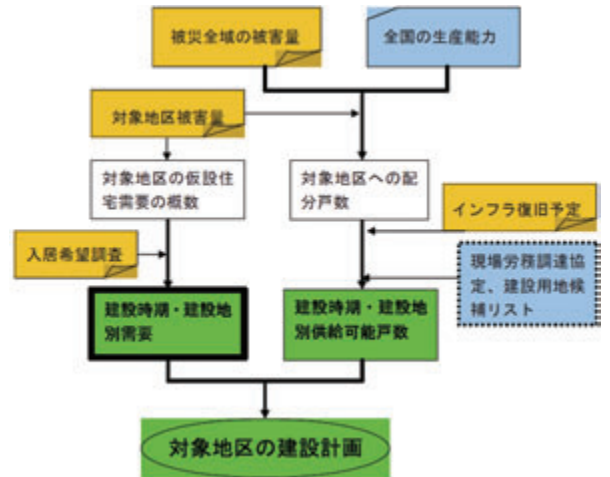 被災全域の被害量
全国の生産能力
対象地区被害量
対象地区の仮設住
宅需要の概数
対象地区への配
分戸数
インフラ復旧予定
入居希望調査
現場労務調達協
定、建設用地候
補リスト
建設時期・建設地
別需要
建設時期・建設地
別供給可能戸数
対象地区の建設計画